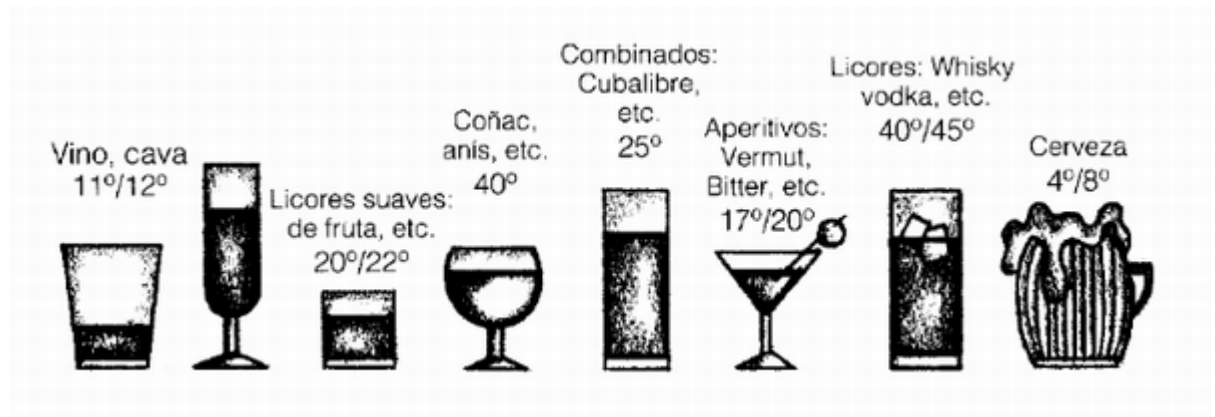 Vino, cava
11º/12º
Licores suaves:
de fruta, etc.
20º/22º
Coñac,
anís, etc.
40º
Combinados:
Cubalibre,
etc.
25º
Aperitivos:
Vermut,
Bitter, etc.
17º/20º
Licores: Whisky
vodka, etc.
40º/45º
Cerveza
4º/8º